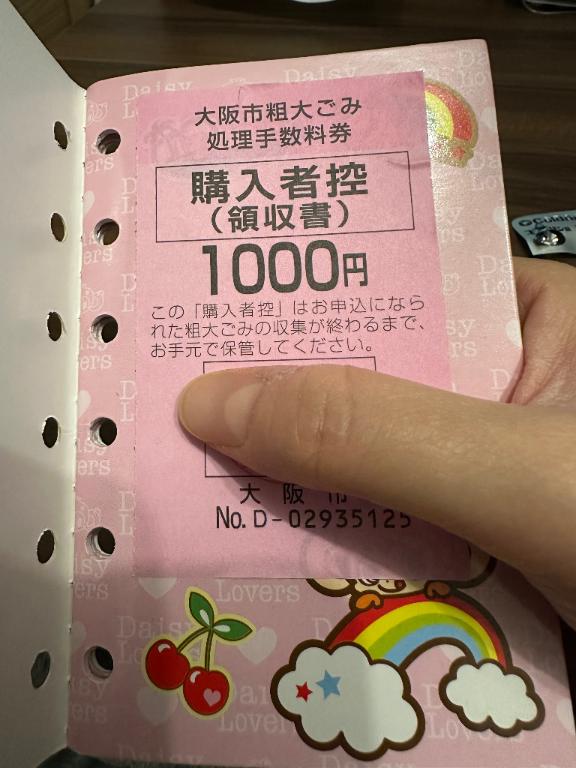 大阪市粗大ごみ
処理手数料券
購入者控
（領収書）
1000円
この「購入者控」はお申込になら
れた粗大ごみの収集が終わるまで、
お手元で保管してください。
大阪市
No. D-02935125
Daisy
Lovers
Lovers
Lovers